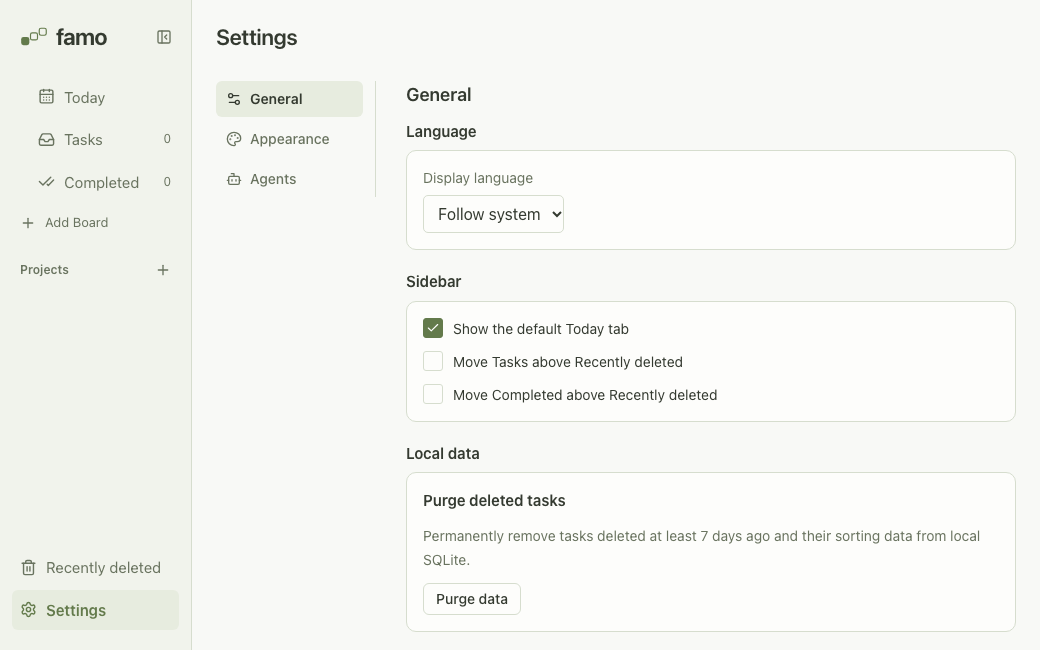 famo
Today
Tasks 0
Completed 0
Add Board
Projects
Recently deleted
Settings
Settings
General
Appearance
Agents
General
Language
Display language
Follow system
Sidebar
Show the default Today tab
Move Tasks above Recently deleted
Move Completed above Recently deleted
Local data
Purge deleted tasks
Permanently remove tasks deleted at least 7 days ago and their sorting data from local
SQLite.
Purge data